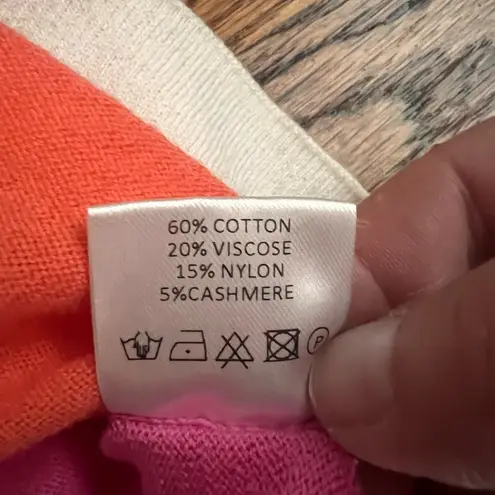 60% COTTON
20% VISCOSE
15% NYLON
5%CASHMERE
P